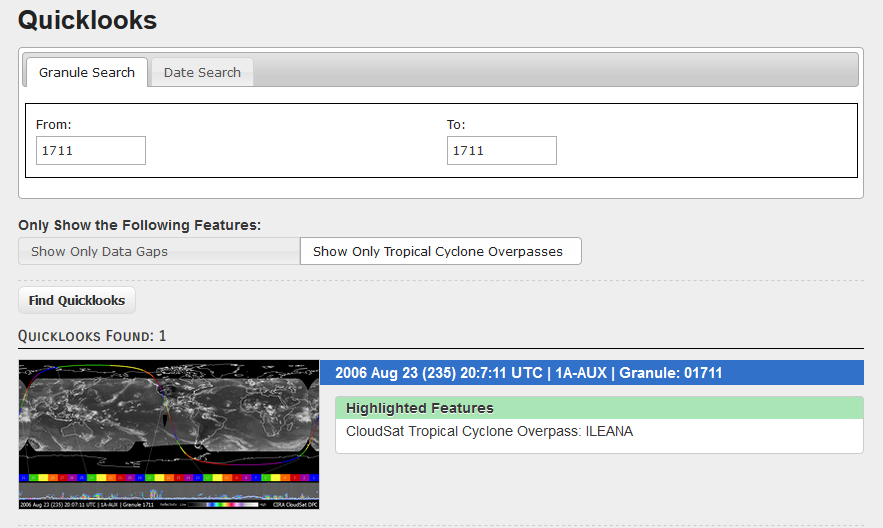 Quicklooks
Granule Search Date Search
From: To:
1711 1711
Only Show the Following Features:
Show Only Data Gaps Show Only Tropical Cyclone Overpasses
Find Quicklooks
Quicklooks Found: 1
2006 Aug 23 (235) 20:7:11 UTC | 1A-AUX | Granule: 01711
Highlighted Features
CloudSat Tropical Cyclone Overpass: ILEANA
2006 Aug 23 (235) 20:07:11 UTC | Granule 1711 CIRA CloudSat DPC